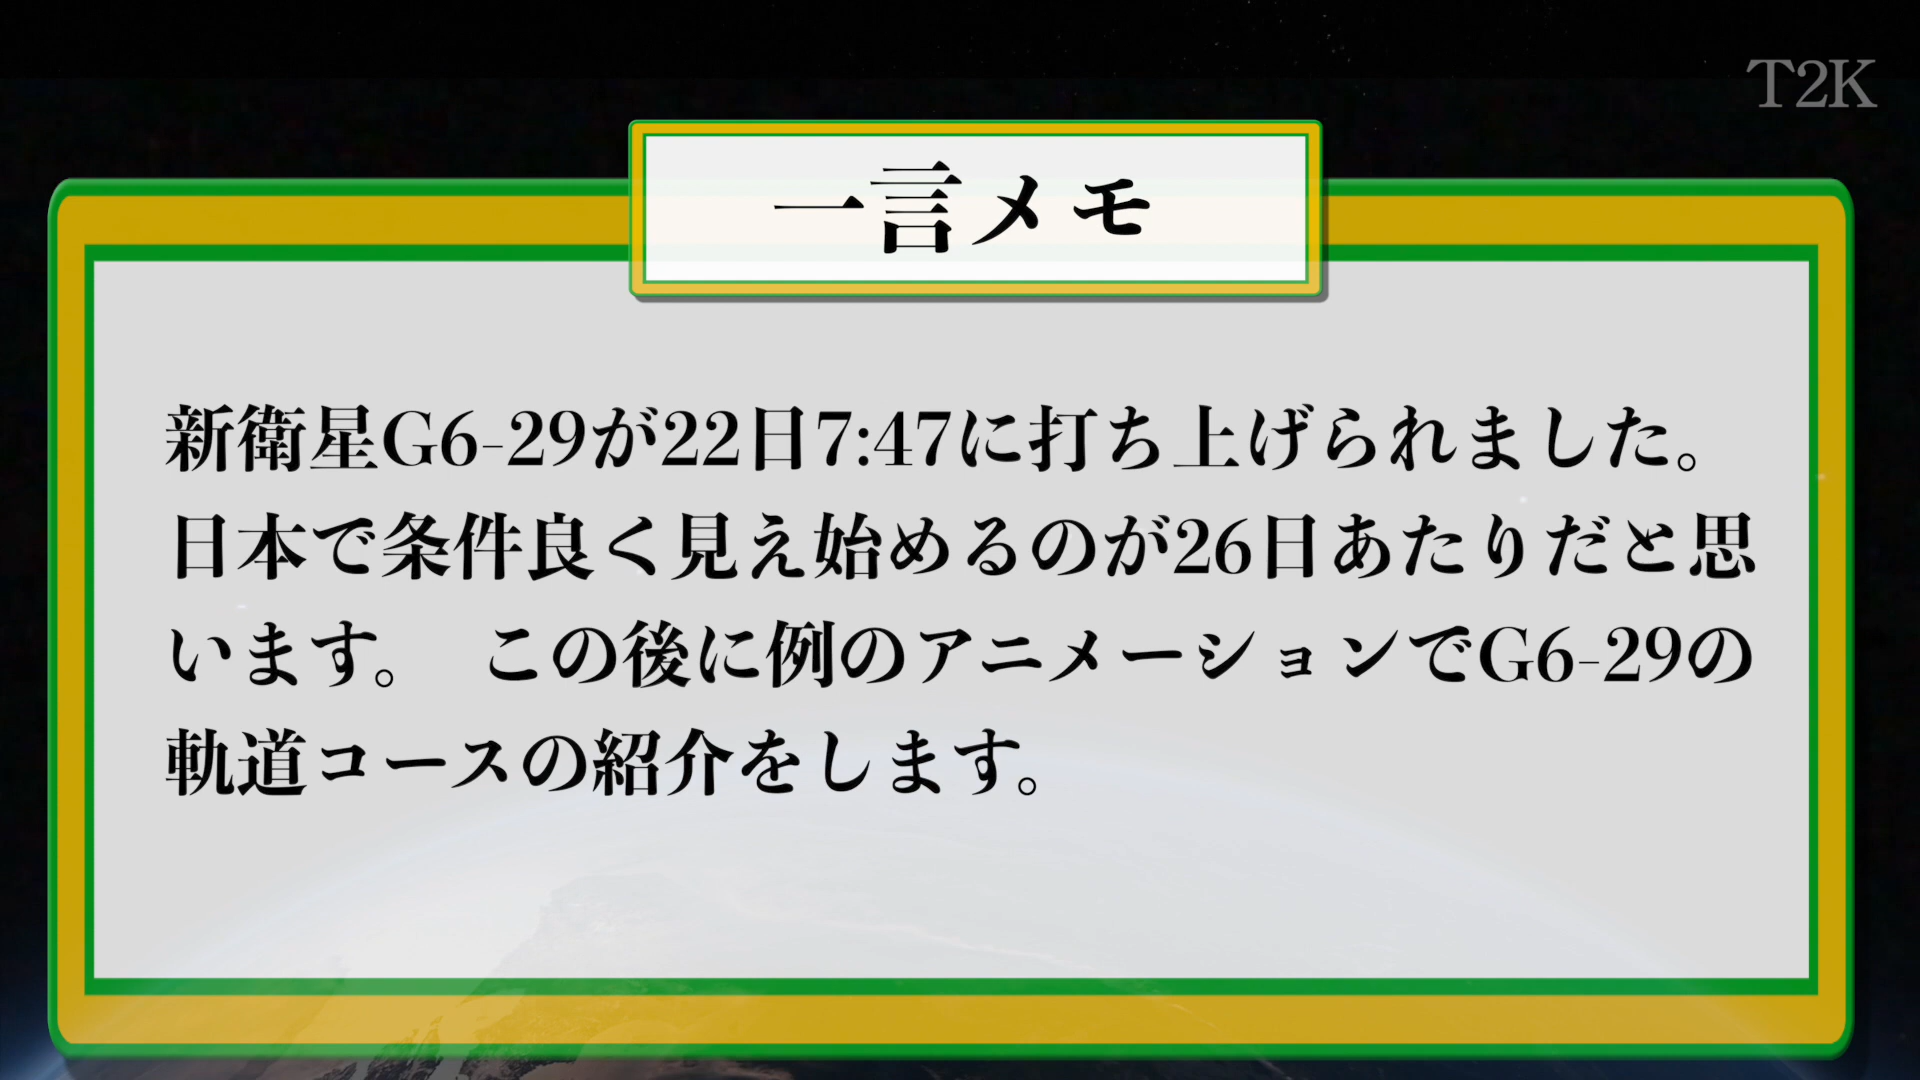 T2K
一言メモ
新衛星G6-29が22日7:47に打ち上げられました。
日本で条件良く見え始めるのが26日あたりだと思
います。　この後に例のアニメーションでG6-29の
軌道コースの紹介をします。